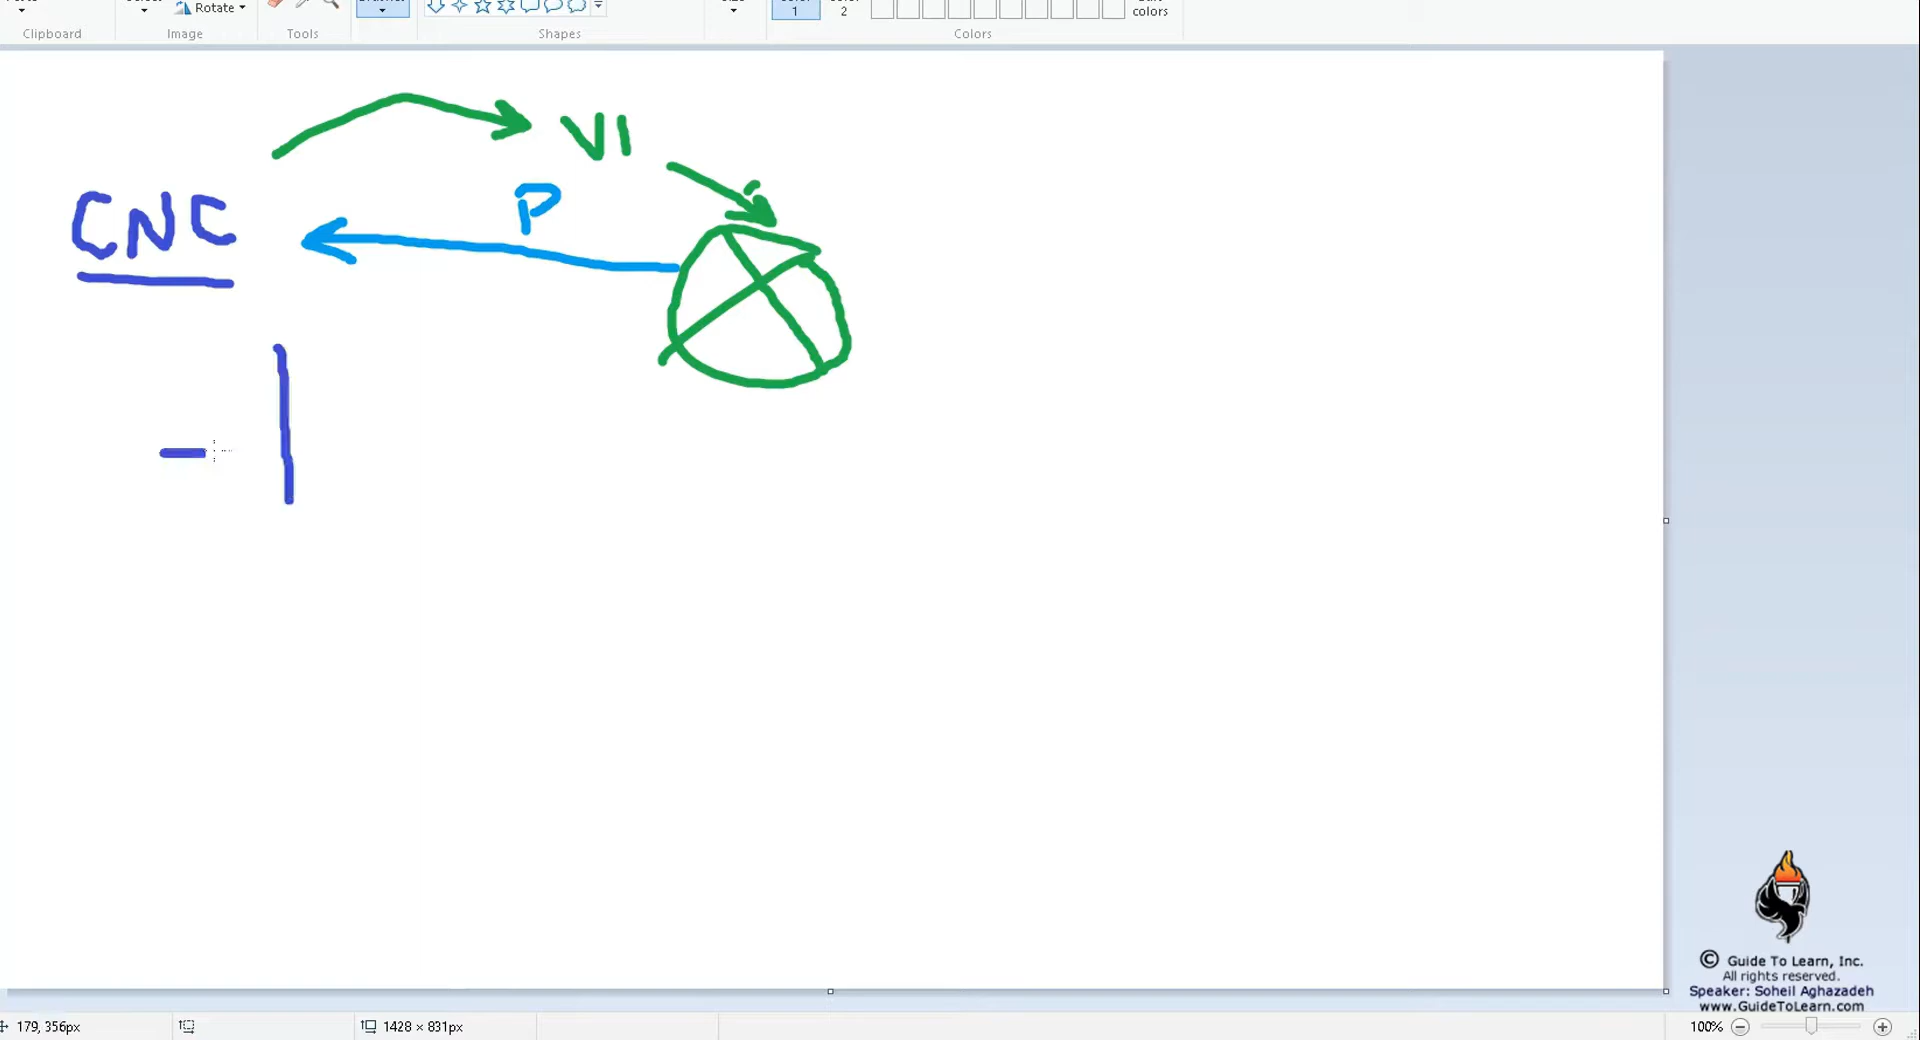 Rotate
1
2
colors
Clipboard
Image
Tools
Shapes
Colors
VI
P
CNC
© Guide To Learn, Inc.
All rights reserved.
Speaker: Soheil Aghazadeh
www.GuideToLearn.com
179, 356px
1428 × 831px
100%